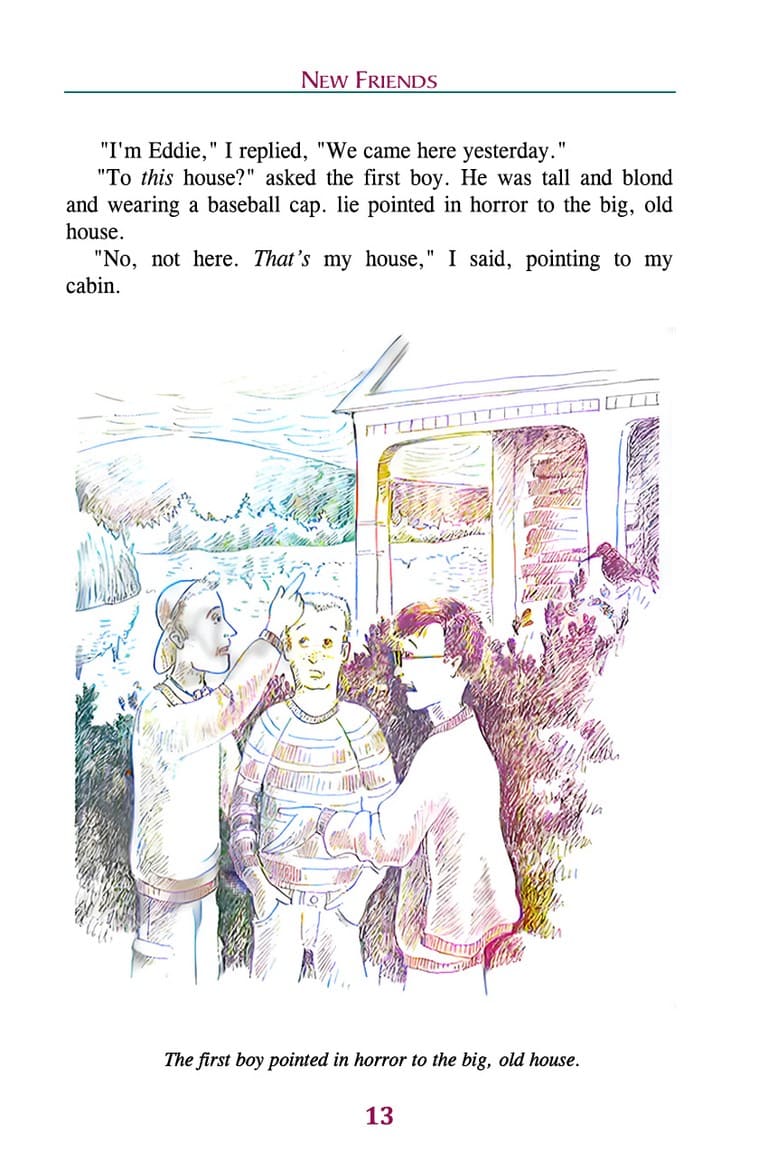 NEW FRIENDS
"I'm Eddie," I replied, "We came here yesterday."
"To this house?" asked the first boy. He was tall and blond
and wearing a baseball cap. lie pointed in horror to the big, old
house.
"No, not here. That's my house," I said, pointing to my
cabin.
The first boy pointed in horror to the big, old house.
13